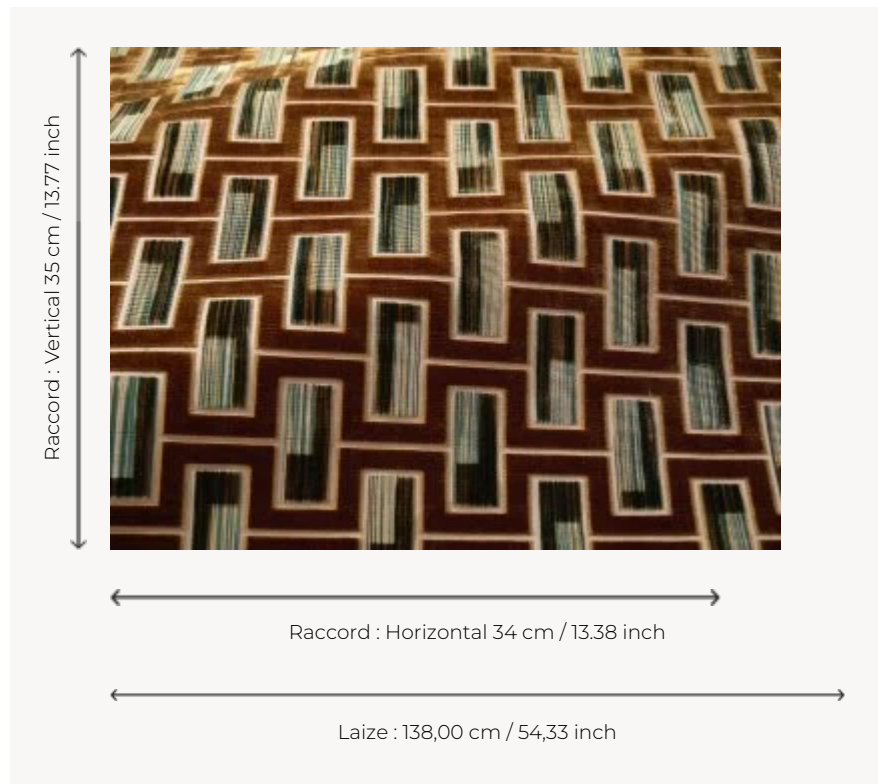 Raccord : Vertical 35 cm / 13.77 inch
Raccord : Horizontal 34 cm / 13.38 inch
Laize : 138,00 cm / 54,33 inch